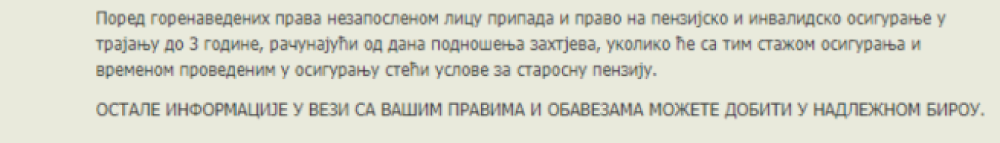 Поред горенаведених права незапосленом лицу припада и право на пензијско и инвалидско осигурање у
трајању до 3 године, рачунајући од дана подношења захтјева, уколико ће са тим стажом осигурања и
временом проведеним у осигурању стећи услове за старосну пензију.
ОСТАЛЕ ИНФОРМАЦИЈЕ У ВЕЗИ СА ВАШИМ ПРАВИМА И ОБАВЕЗАМА МОЖЕТЕ ДОБИТИ У НАДЛЕЖНОМ БИРОУ.